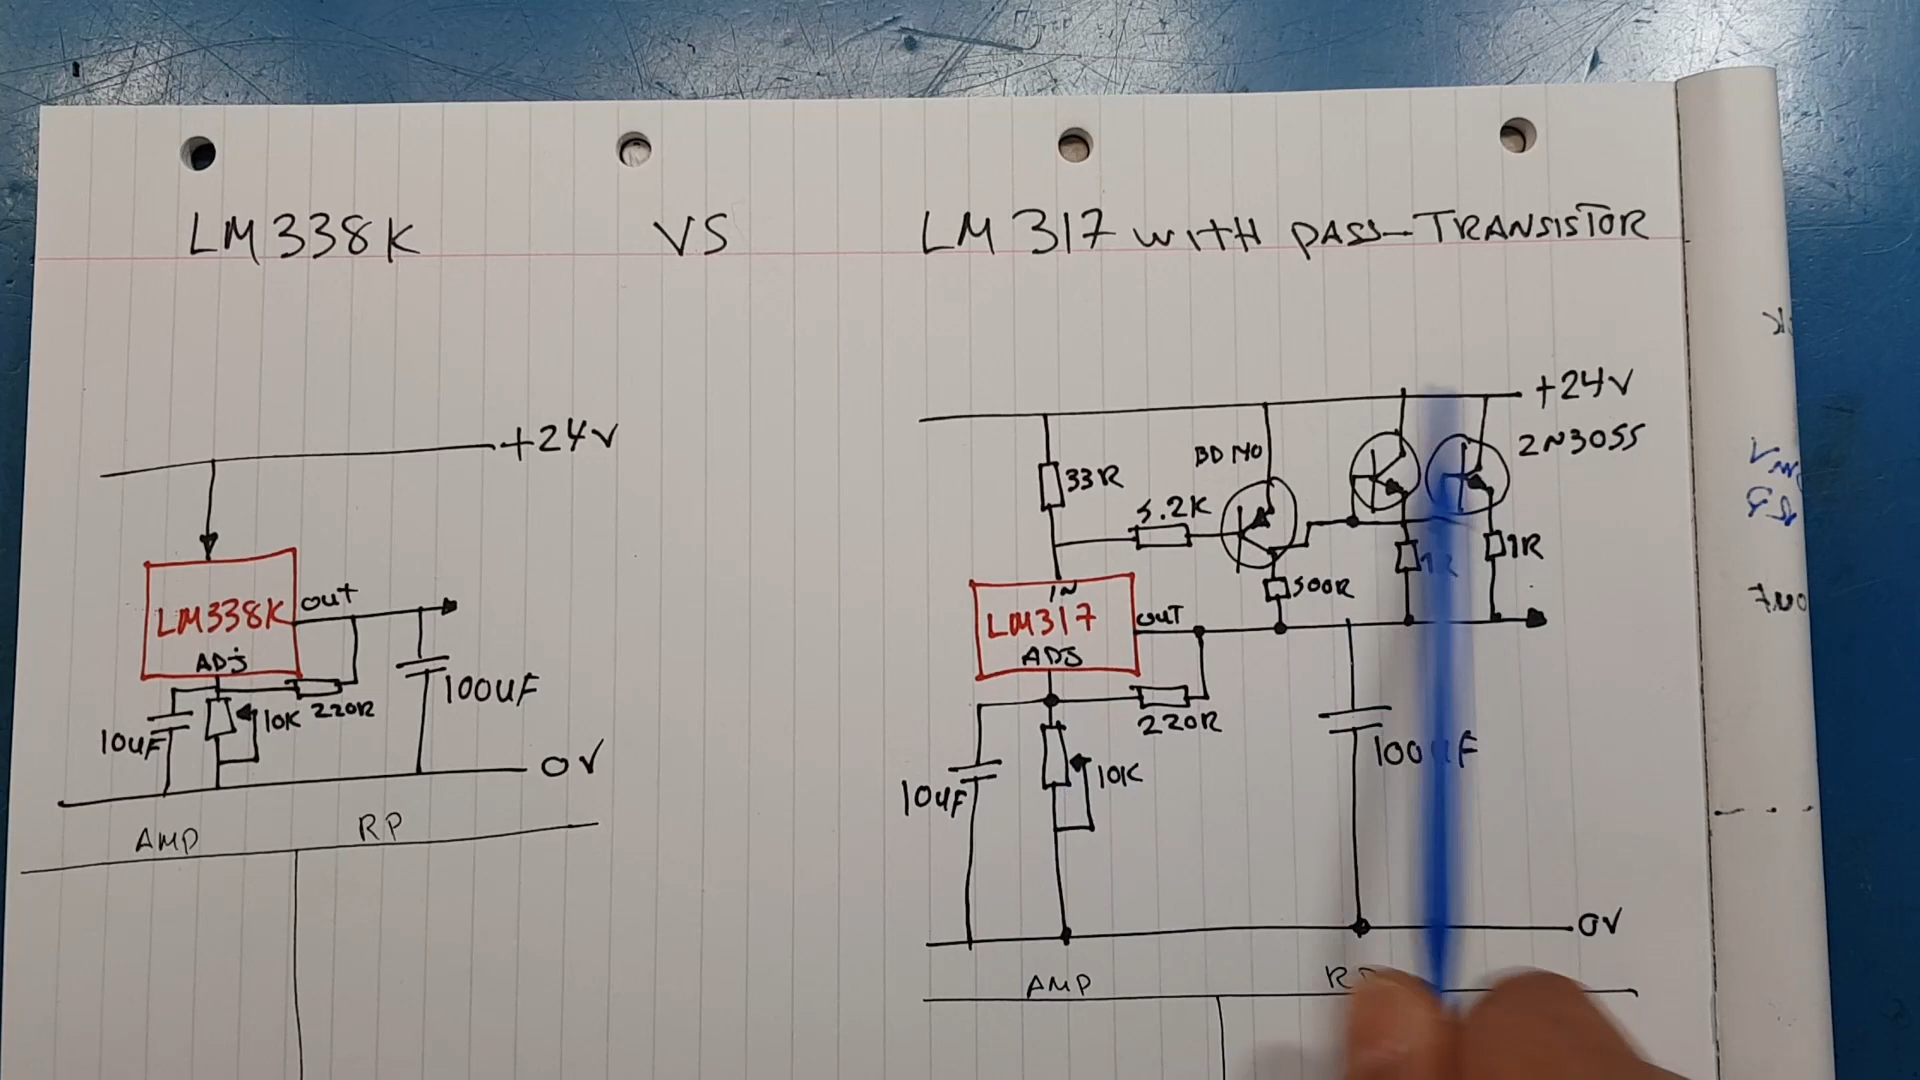 LM338K VS LM317 WITH PASS-TRANSISTOR
+24V
LM338K
OUT
ADJ
10uF
10K
220R
100uF
0V
AMP RP
+24V
2N3055
BD140
33R
5.2K
1R
500R
IN
LM317
OUT
ADJ
220R
10uF
10K
0V
AMP